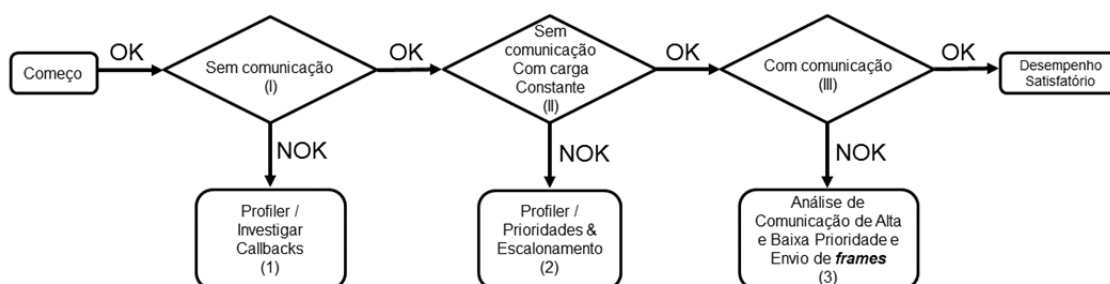 Começo
OK
Sem comunicação
(I)
OK
Sem
comunicação
Com carga
Constante
(II)
OK
Com comunicação
(III)
OK
Desempenho
Satisfatório
NOK
NOK
NOK
Profiler /
Investigar
Callbacks
(1)
Profiler /
Prioridades &
Escalonamento
(2)
Análise de
Comunicação de Alta
e Baixa Prioridade e
Envio de frames
(3)